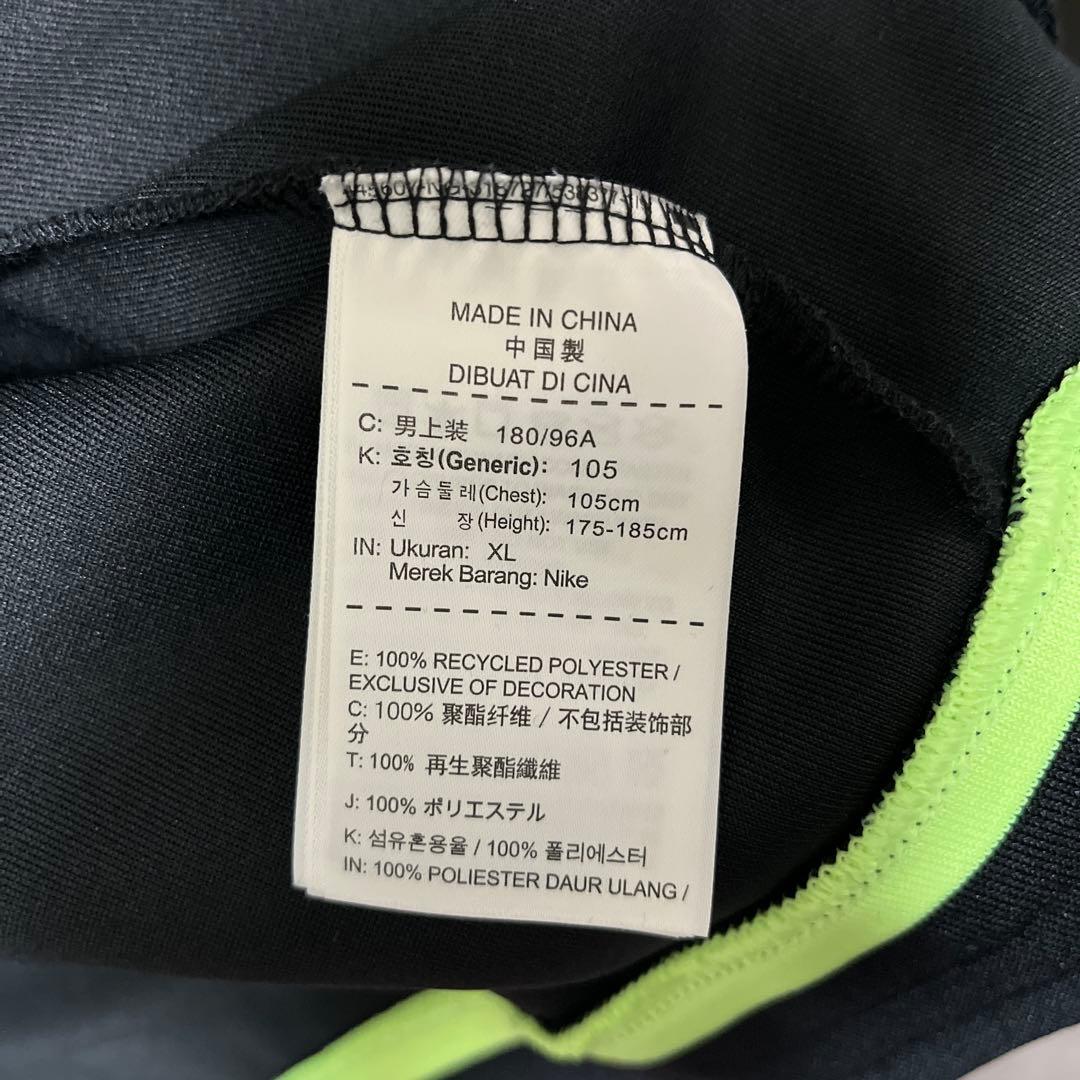 MADE IN CHINA
中国製
DIBUAT DI CINA
C: 男上装 180/96A
K: 호칭(Generic): 105
가슴둘레(Chest): 105cm
신 장(Height): 175-185cm
IN: Ukuran: XL
Merek Barang: Nike
E: 100% RECYCLED POLYESTER /
EXCLUSIVE OF DECORATION
C: 100% 聚酯纤维 / 不包括装饰部
分
T: 100% 再生聚酯纖維
J: 100% ポリエステル
K: 섬유혼용율 / 100% 폴리에스터
IN: 100% POLIESTER DAUR ULANG /